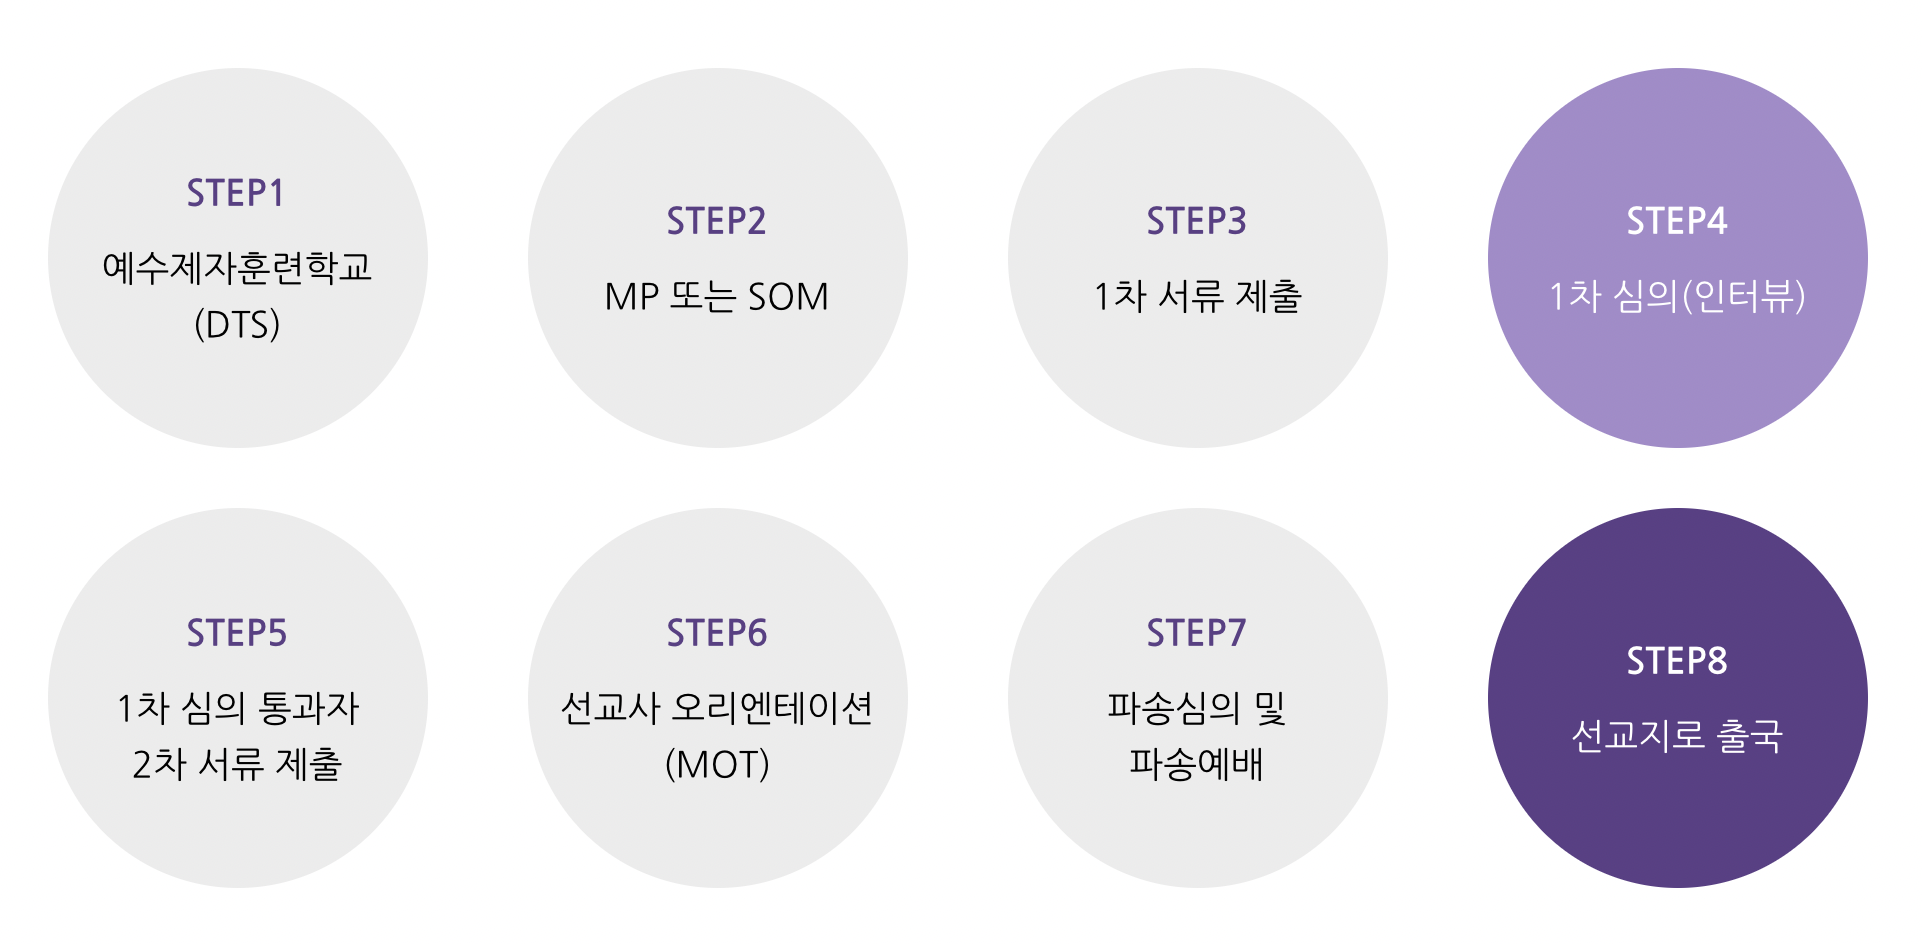 STEP1
예수제자훈련학교
(DTS)
STEP2
MP 또는 SOM
STEP3
1차 서류 제출
STEP4
1차 심의(인터뷰)
STEP5
1차 심의 통과자
2차 서류 제출
STEP6
선교사 오리엔테이션
(MOT)
STEP7
파송심의 및
파송예배
STEP8
선교지로 출국